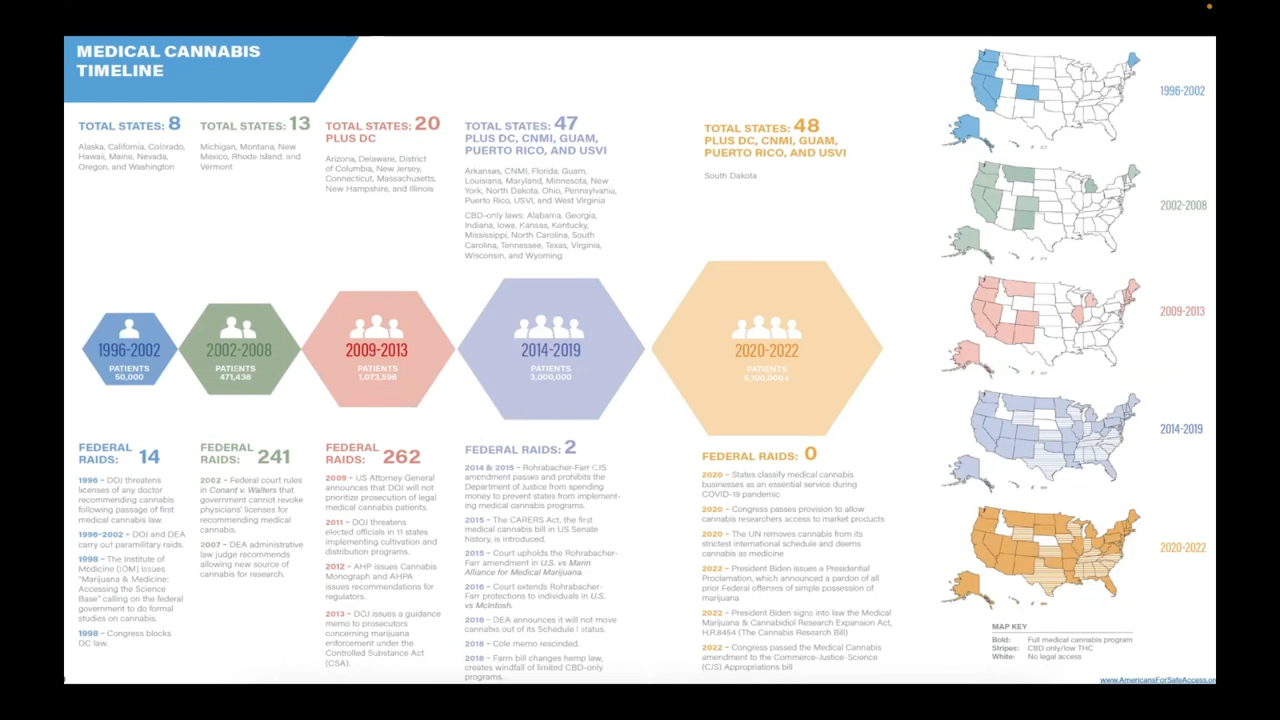 MEDICAL CANNABIS
TIMELINE
TOTAL STATES: 8
Alaska, California, Colorado,
Hawaii, Maine, Nevada,
Oregon, and Washington
TOTAL STATES: 13
Michigan, Montana, New
Mexico, Rhode Island, and
Vermont
TOTAL STATES: 20
PLUS DC
Arizona, Delaware, District
of Columbia, New Jersey,
Connecticut, Massachusetts,
New Hampshire, and Illinois
TOTAL STATES: 47
PLUS DC, CNMI, GUAM,
PUERTO RICO, AND USVI
Arkansas, CNMI, Florida, Guam,
Louisiana, Maryland, Minnesota, New
York, North Dakota, Ohio, Pennsylvania,
Puerto Rico, USVI, and West Virginia
CBD-only laws: Alabama, Georgia,
Indiana, Iowa, Kansas, Kentucky,
Mississippi, North Carolina, South
Carolina, Tennessee, Texas, Virginia,
Wisconsin, and Wyoming
TOTAL STATES: 48
PLUS DC, CNMI, GUAM,
PUERTO RICO, AND USVI
South Dakota
1996-2002
PATIENTS
50,000
2002-2008
PATIENTS
471,438
2009-2013
PATIENTS
1,073,598
2014-2019
PATIENTS
3,000,000
2020-2022
PATIENTS
5,100,000+
FEDERAL
RAIDS: 14
1996 – DOJ threatens
licenses of any doctor
recommending cannabis
following passage of first
medical cannabis law.
1996-2002 – DOJ and DEA
carry out paramilitary raids.
1998 – The Institute of
Medicine (IOM) issues
"Marijuana & Medicine:
Accessing the Science
Base" calling on the federal
government to do formal
studies on cannabis.
1998 – Congress blocks
DC law.
FEDERAL
RAIDS: 241
2002 – Federal court rules
in Conant v. Walters that
government cannot revoke
physicians' licenses for
recommending medical
cannabis.
2007 – DEA administrative
law judge recommends
allowing new source of
cannabis for research.
FEDERAL
RAIDS: 262
2009 – US Attorney General
announces that DOJ will not
prioritize prosecution of legal
medical cannabis patients.
2011 – DOJ threatens
elected officials in 11 states
implementing cultivation and
distribution programs.
2012 – AHP issues Cannabis
Monograph and AHPA
issues recommendations for
regulators.
2013 – DOJ issues a guidance
memo to prosecutors
concerning marijuana
enforcement under the
Controlled Substance Act
(CSA).
FEDERAL RAIDS: 2
2014 & 2015 – Rohrabacher-Farr CJS
amendment passes and prohibits the
Department of Justice from spending
money to prevent states from implement-
ing medical cannabis programs.
2015 – The CARERS Act, the first
medical cannabis bill in US Senate
history, is introduced.
2015 – Court upholds the Rohrabacher-
Farr amendment in U.S. vs Marin
Alliance for Medical Marijuana.
2016 – Court extends Rohrabacher-
Farr protections to individuals in U.S.
vs McIntosh.
2016 – DEA announces it will not move
cannabis out of its Schedule I status.
2018 – Cole memo rescinded.
2018 – Farm bill changes hemp law,
creates windfall of limited CBD-only
programs.
FEDERAL RAIDS: 0
2020 – States classify medical cannabis
businesses as an essential service during
COVID-19 pandemic
2020 – Congress passes provision to allow
cannabis researchers access to market products
2020 – The UN removes cannabis from its
strictest international schedule and deems
cannabis as medicine
2022 – President Biden issues a Presidential
Proclamation, which announced a pardon of all
prior Federal offenses of simple possession of
marijuana
2022 – President Biden signs into law the Medical
Marijuana & Cannabidiol Research Expansion Act,
H.R.8454 (The Cannabis Research Bill)
2022 – Congress passed the Medical Cannabis
amendment to the Commerce-Justice-Science
(CJS) Appropriations bill
1996-2002
2002-2008
2009-2013
2014-2019
2020-2022
MAP KEY
Bold: Full medical cannabis program
Stripes: CBD only/low THC
White: No legal access
www.AmericansForSafeAccess.or